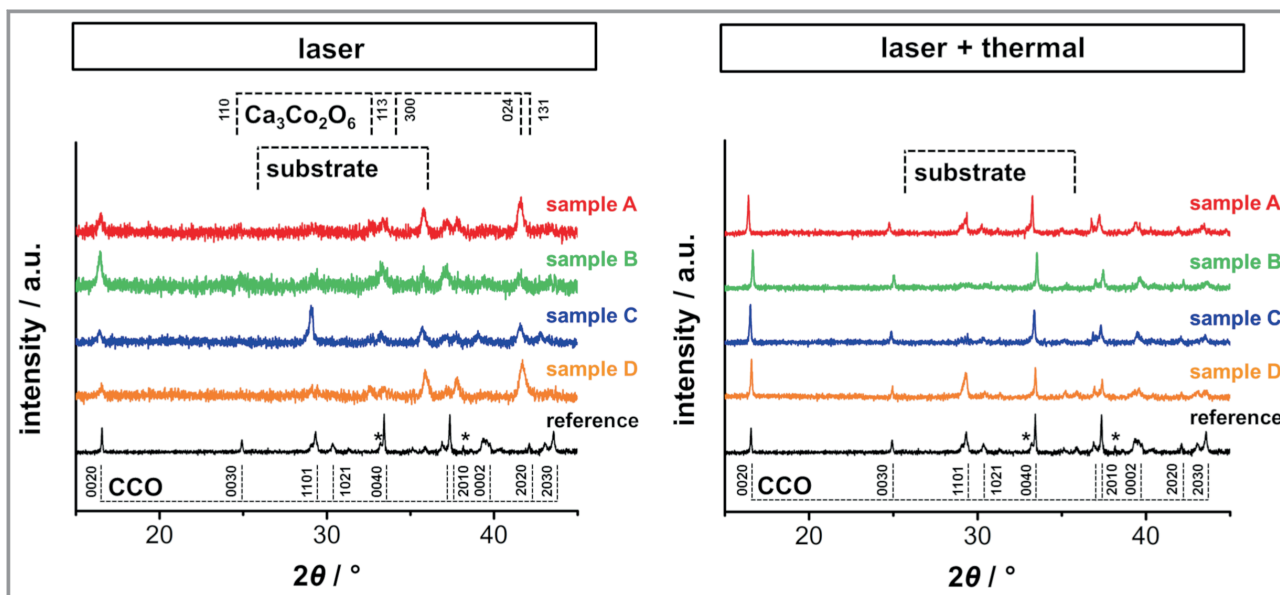 laser
110
Ca₃Co₂O₆
113
300
024
131
substrate
sample A
sample B
sample C
sample D
reference
*
*
0020
CCO
0030
1101
1021
0040
2010
0002
2020
2030
20
30
40
2θ / °
intensity / a.u.
laser + thermal
substrate
sample A
sample B
sample C
sample D
reference
*
*
0020
CCO
0030
1101
1021
0040
2010
0002
2020
2030
20
30
40
2θ / °
intensity / a.u.